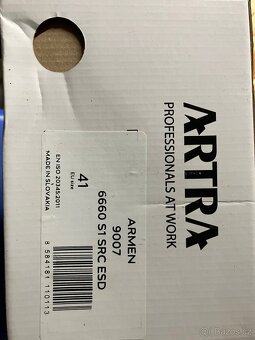 ARTRA
PROFESSIONALS AT WORK
ARMEN
9007
6660 S1 SRC ESD
41
EU size
EN ISO 20345:2011
MADE IN SLOVAKIA
8 584181 110113